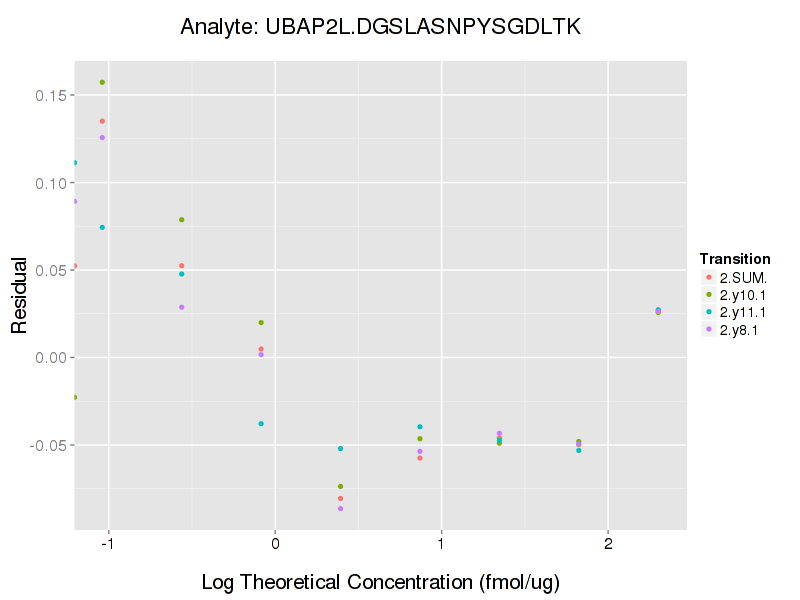 Analyte: UBAP2L.DGSLASNPYSGDLTK
0.15
0.10
0.05
0.00
-0.05
Residual
-1
0
1
2
Log Theoretical Concentration (fmol/ug)
Transition
2.SUM.
2.y10.1
2.y11.1
2.y8.1